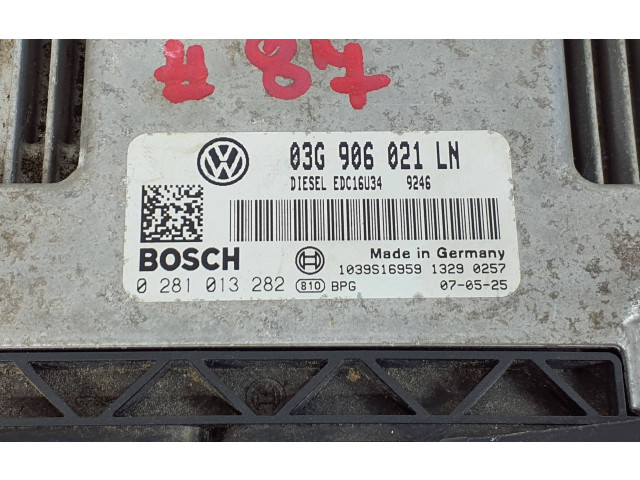 03G 906 021 LN
DIESEL EDC16U34 9246
BOSCH
Made in Germany
1039S16959 1329 0257
0 281 013 282 810 BPG 07-05-25